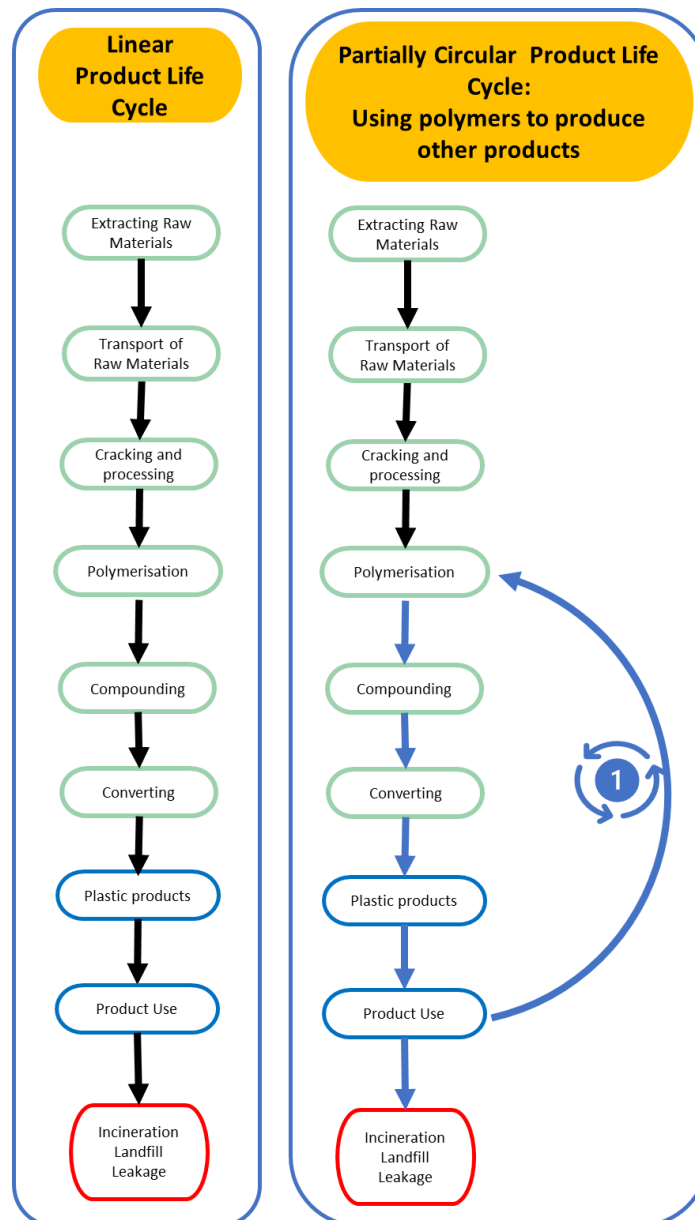 Linear
Product Life
Cycle
Extracting Raw
Materials
Transport of
Raw Materials
Cracking and
processing
Polymerisation
Compounding
Converting
Plastic products
Product Use
Incineration
Landfill
Leakage
Partially Circular Product Life
Cycle:
Using polymers to produce
other products
Extracting Raw
Materials
Transport of
Raw Materials
Cracking and
processing
Polymerisation
Compounding
Converting
Plastic products
Product Use
Incineration
Landfill
Leakage
1